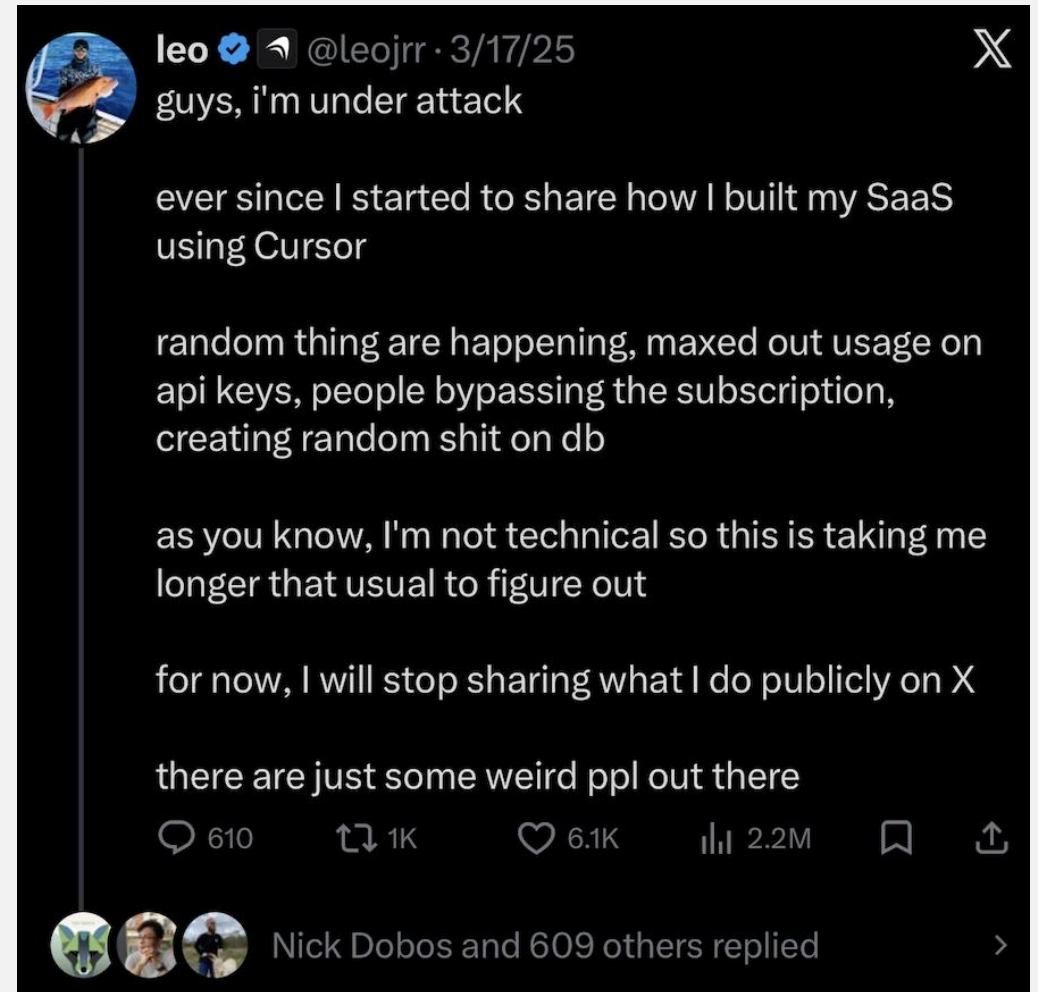 leo @leojrr · 3/17/25
guys, i'm under attack
ever since I started to share how I built my SaaS
using Cursor
random thing are happening, maxed out usage on
api keys, people bypassing the subscription,
creating random shit on db
as you know, I'm not technical so this is taking me
longer that usual to figure out
for now, I will stop sharing what I do publicly on X
there are just some weird ppl out there
610 1K 6.1K 2.2M
Nick Dobos and 609 others replied